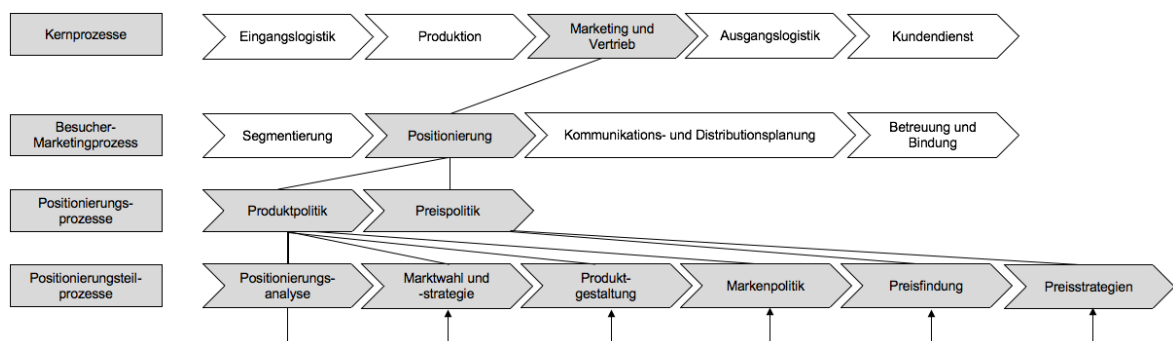 Kernprozesse
Eingangslogistik
Produktion
Marketing und
Vertrieb
Ausgangslogistik
Kundendienst
Besucher-
Marketingprozess
Segmentierung
Positionierung
Kommunikations- und Distributionsplanung
Betreuung und
Bindung
Positionierungs-
prozesse
Produktpolitik
Preispolitik
Positionierungsteil-
prozesse
Positionierungs-
analyse
Marktwahl und
-strategie
Produkt-
gestaltung
Markenpolitik
Preisfindung
Preisstrategien